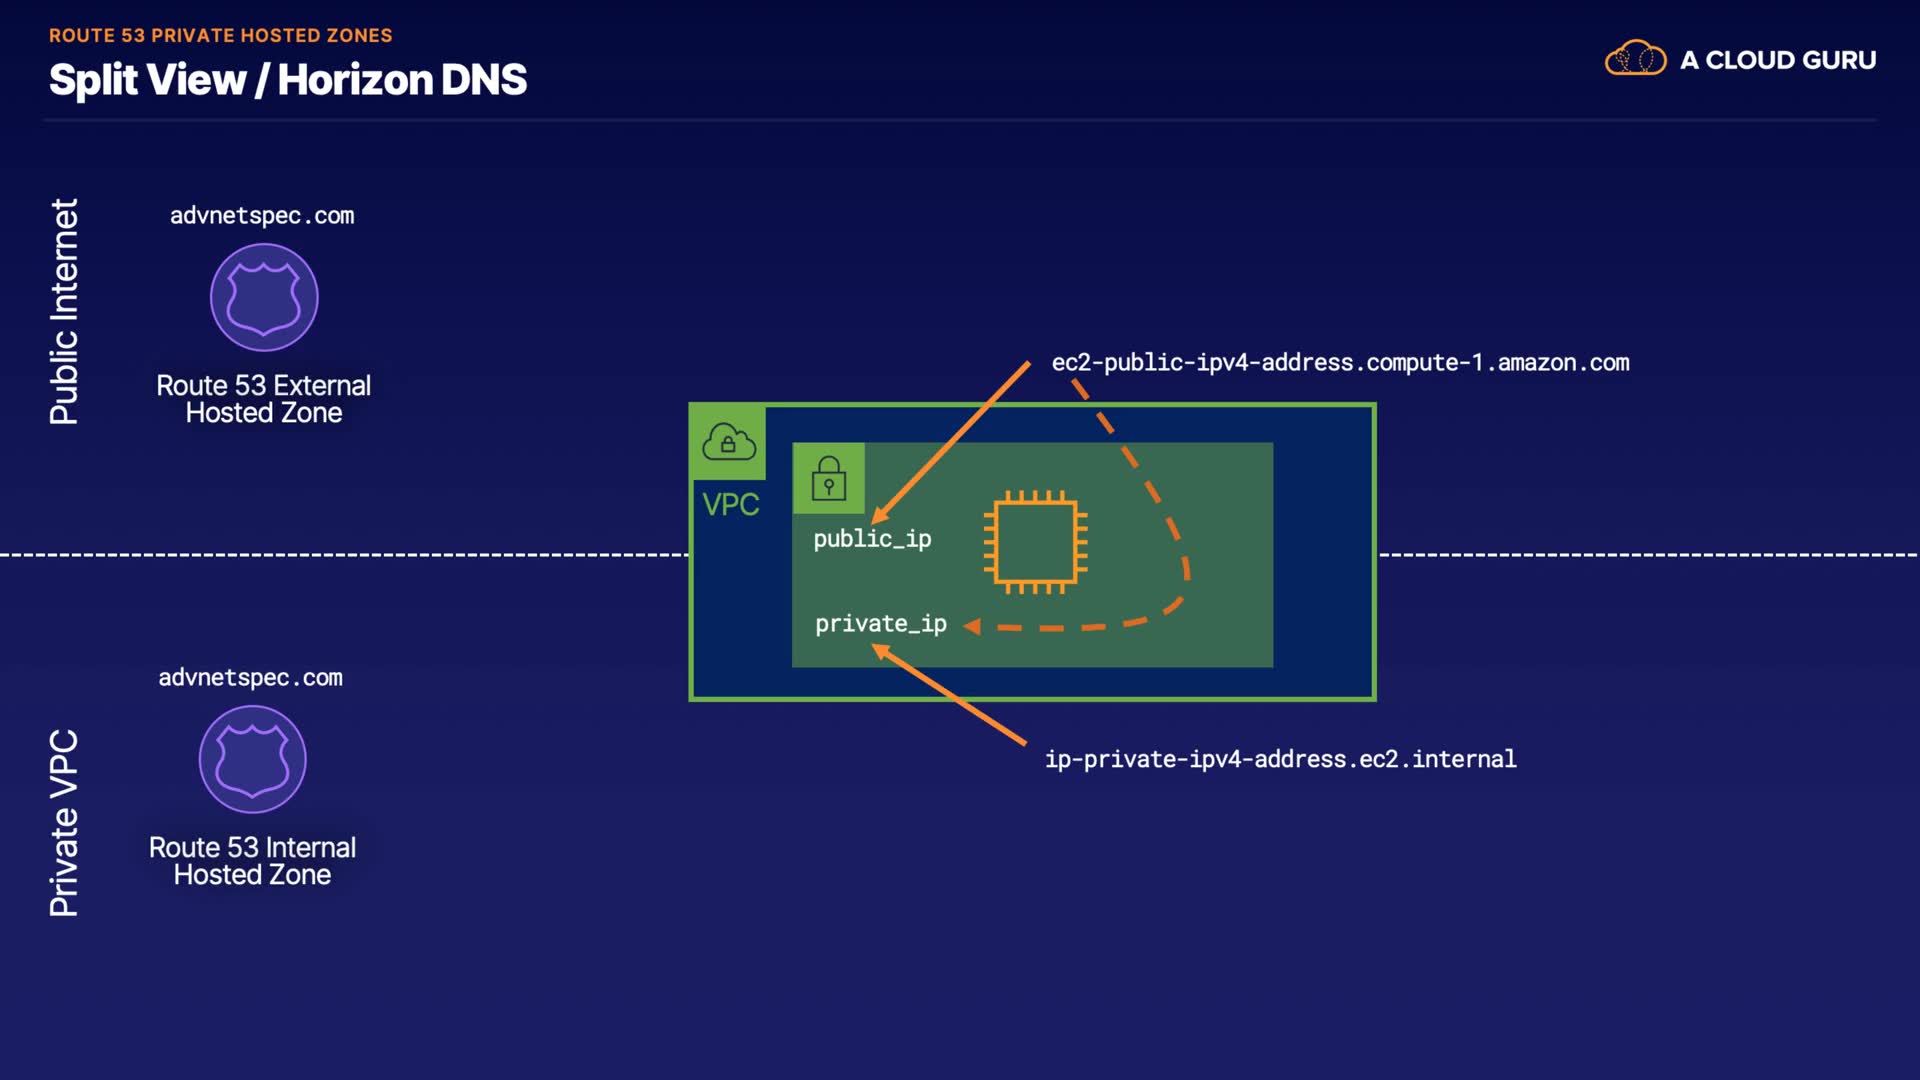 ROUTE 53 PRIVATE HOSTED ZONES
Split View / Horizon DNS
A CLOUD GURU
Public Internet
advnetspec.com
Route 53 External
Hosted Zone
ec2-public-ipv4-address.compute-1.amazon.com
VPC
public_ip
private_ip
ip-private-ipv4-address.ec2.internal
Private VPC
advnetspec.com
Route 53 Internal
Hosted Zone